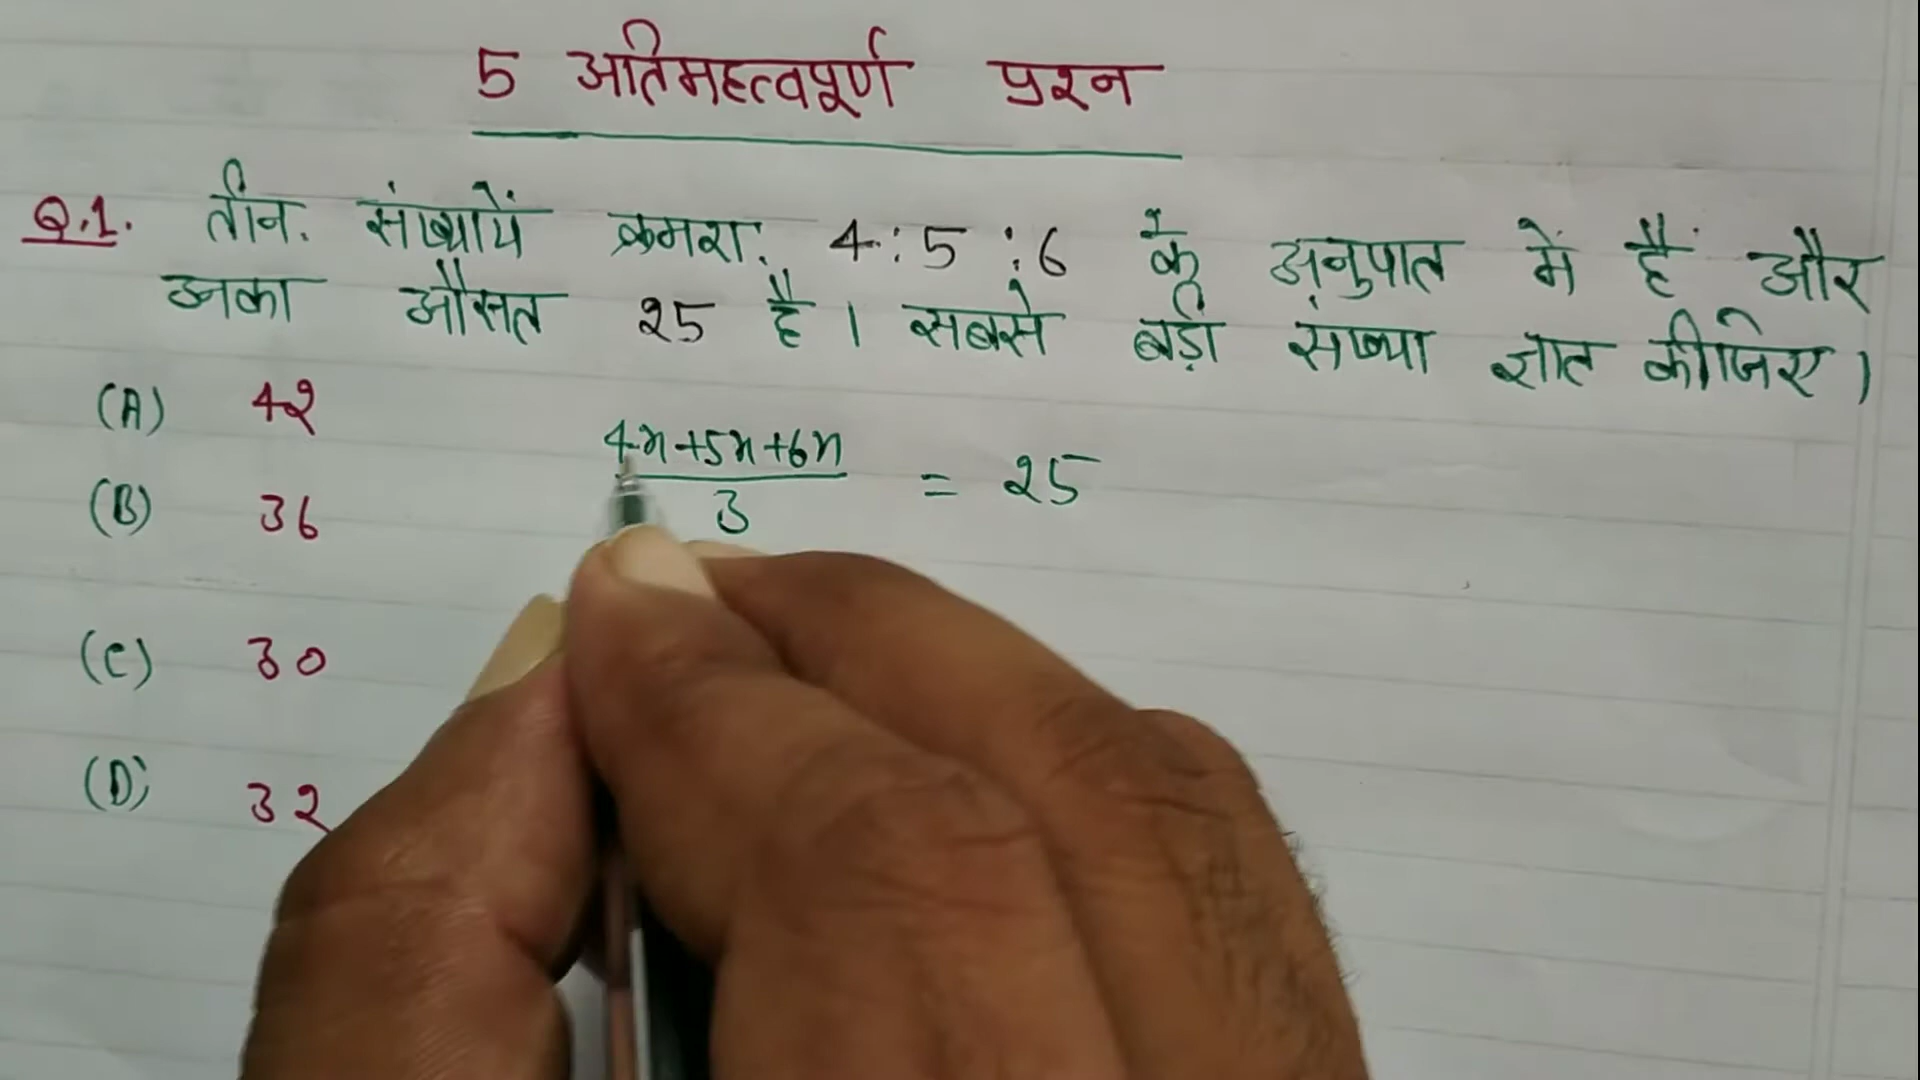 5 अतिमहत्वपूर्ण प्रश्न
Q.1. तीन संख्यायें क्रमश: 4:5:6 के अनुपात में हैं और
उनका औसत 25 है। सबसे बड़ी संख्या ज्ञात कीजिए।
(A) 42
(B) 36
(C) 30
(D) 32
4x+5x+6x
3
= 25